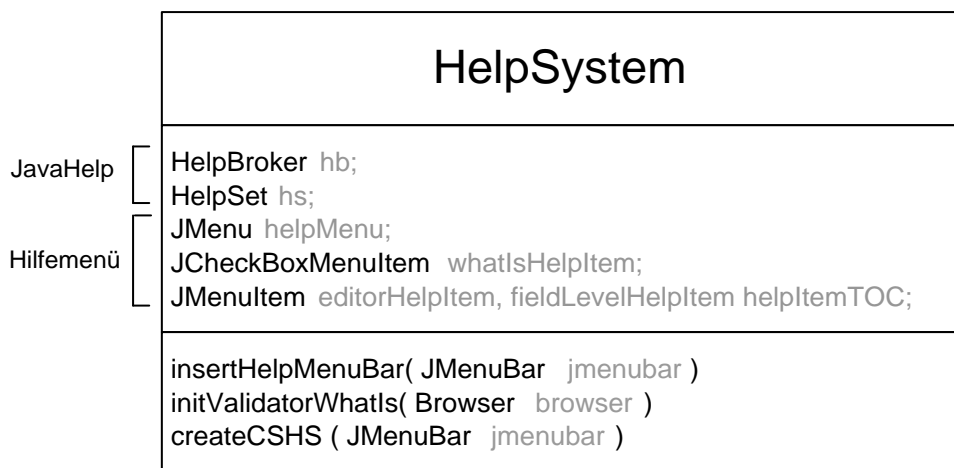 HelpSystem
JavaHelp
HelpBroker hb;
HelpSet hs;
Hilfemenü
JMenu helpMenu;
JCheckBoxMenuItem whatIsHelpItem;
JMenuItem editorHelpItem, fieldLevelHelpItem helpItemTOC;
insertHelpMenuBar( JMenuBar jmenubar )
initValidatorWhatIs( Browser browser )
createCSHS ( JMenuBar jmenubar )